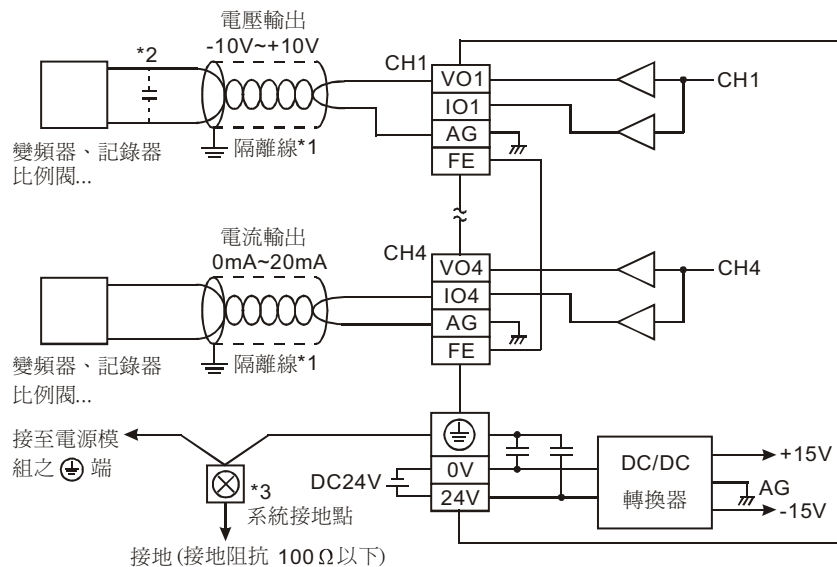 電壓輸出
-10V~+10V
*2
CH1
VO1
CH1
IO1
AG
FE
隔離線*1
變頻器、記錄器
比例閥...
電流輸出
0mA~20mA
CH4
VO4
CH4
IO4
AG
FE
隔離線*1
變頻器、記錄器
比例閥...
接至電源模
組之 端
*3
系統接地點
接地 (接地阻抗 100Ω以下)
DC24V
0V
24V
DC/DC
轉換器
+15V
AG
-15V